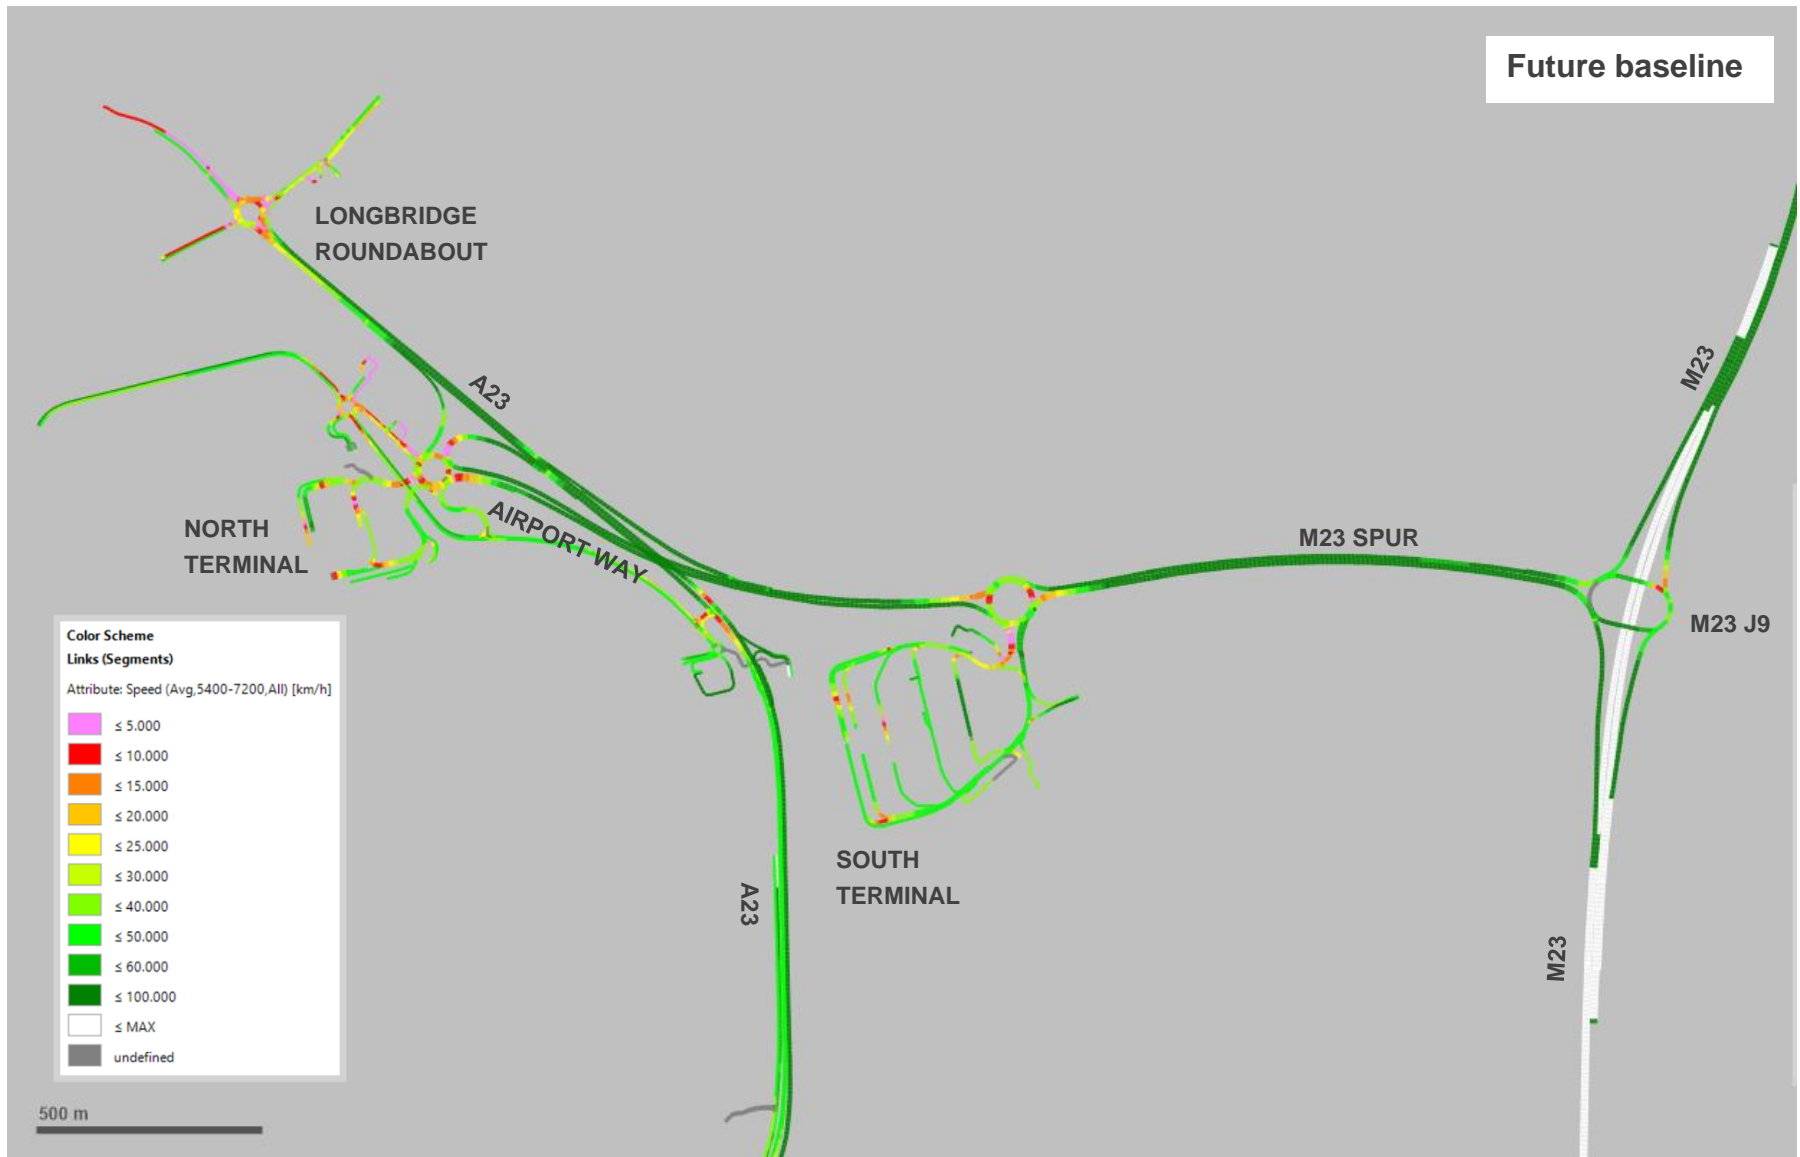 Future baseline
LONGBRIDGE
ROUNDABOUT
A23
M23
NORTH
TERMINAL
AIRPORT WAY
M23 SPUR
M23 J9
Color Scheme
Links (Segments)
Attribute: Speed (Avg,5400-7200,All) [km/h]
≤ 5.000
≤ 10.000
≤ 15.000
≤ 20.000
≤ 25.000
≤ 30.000
≤ 40.000
≤ 50.000
≤ 60.000
≤ 100.000
≤ MAX
undefined
SOUTH
TERMINAL
A23
M23
500 m